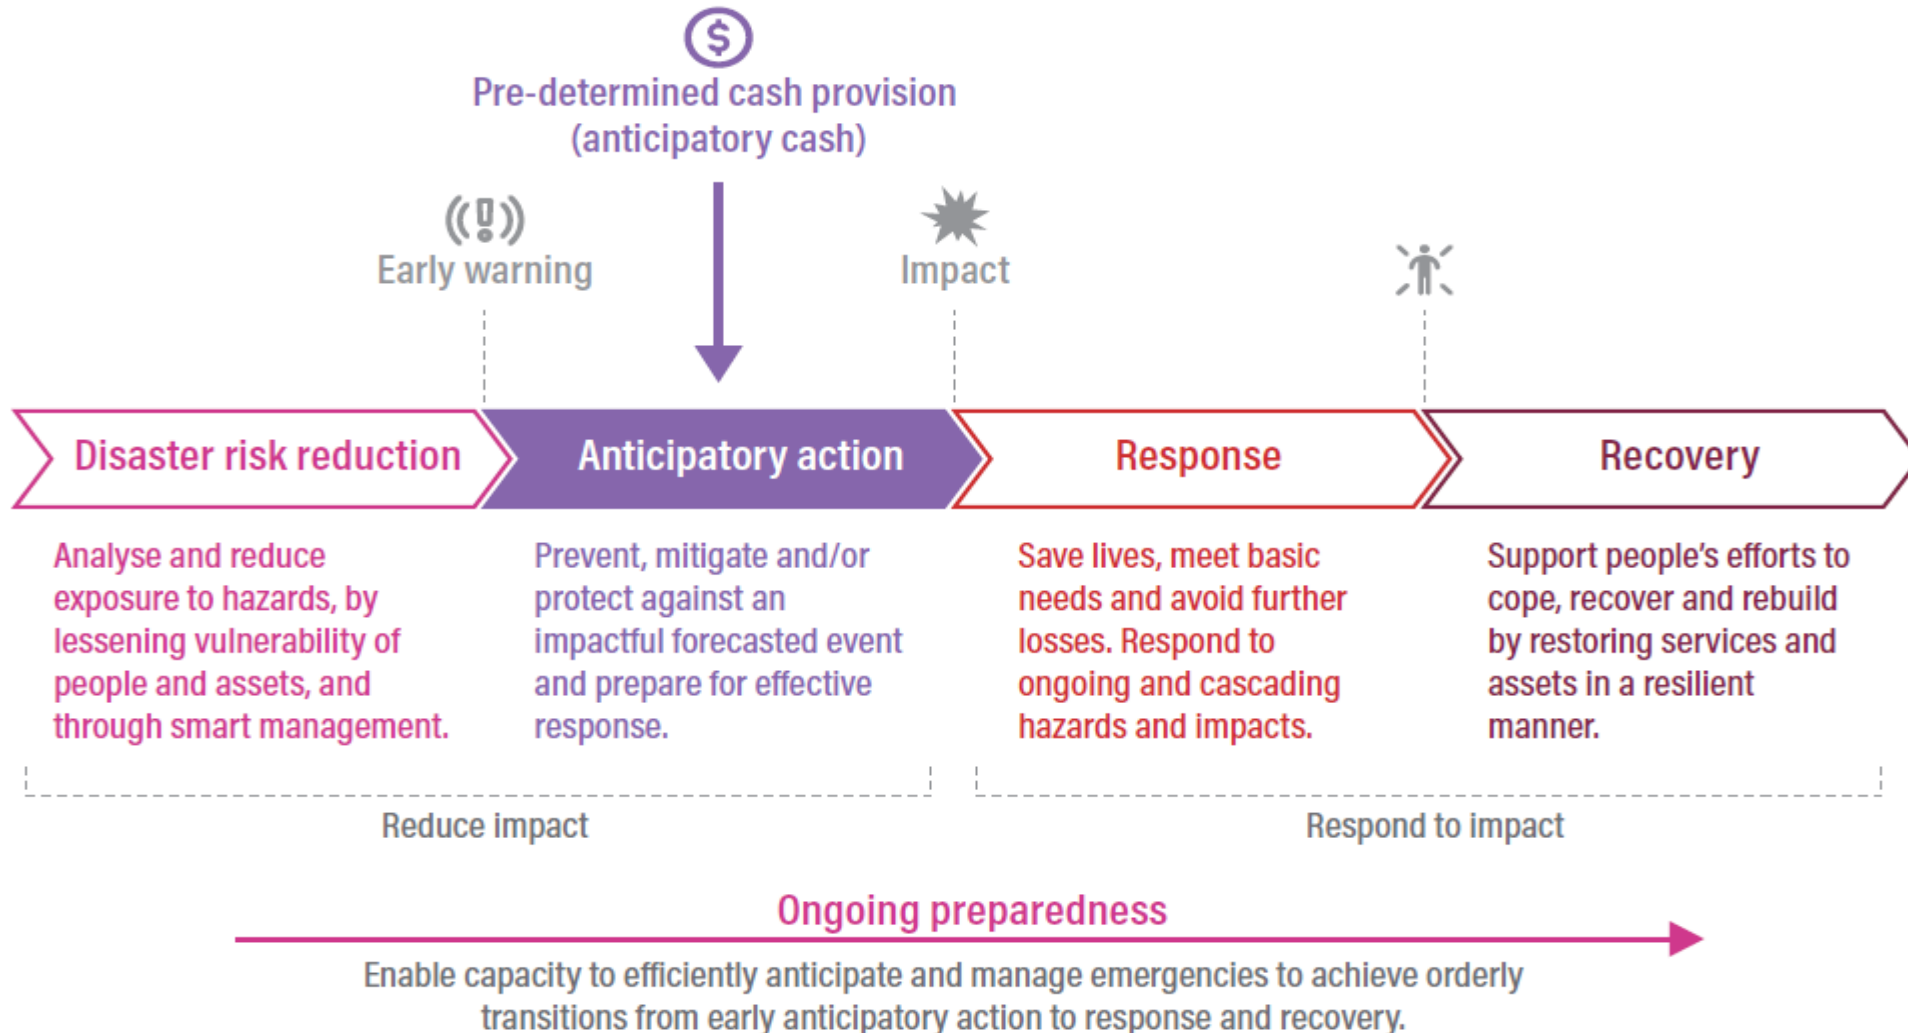 $
Pre-determined cash provision
(anticipatory cash)
Early warning
Impact
Disaster risk reduction
Anticipatory action
Response
Recovery
Analyse and reduce
exposure to hazards, by
lessening vulnerability of
people and assets, and
through smart management.
Prevent, mitigate and/or
protect against an
impactful forecasted event
and prepare for effective
response.
Save lives, meet basic
needs and avoid further
losses. Respond to
ongoing and cascading
hazards and impacts.
Support people's efforts to
cope, recover and rebuild
by restoring services and
assets in a resilient
manner.
Reduce impact
Respond to impact
Ongoing preparedness
Enable capacity to efficiently anticipate and manage emergencies to achieve orderly
transitions from early anticipatory action to response and recovery.